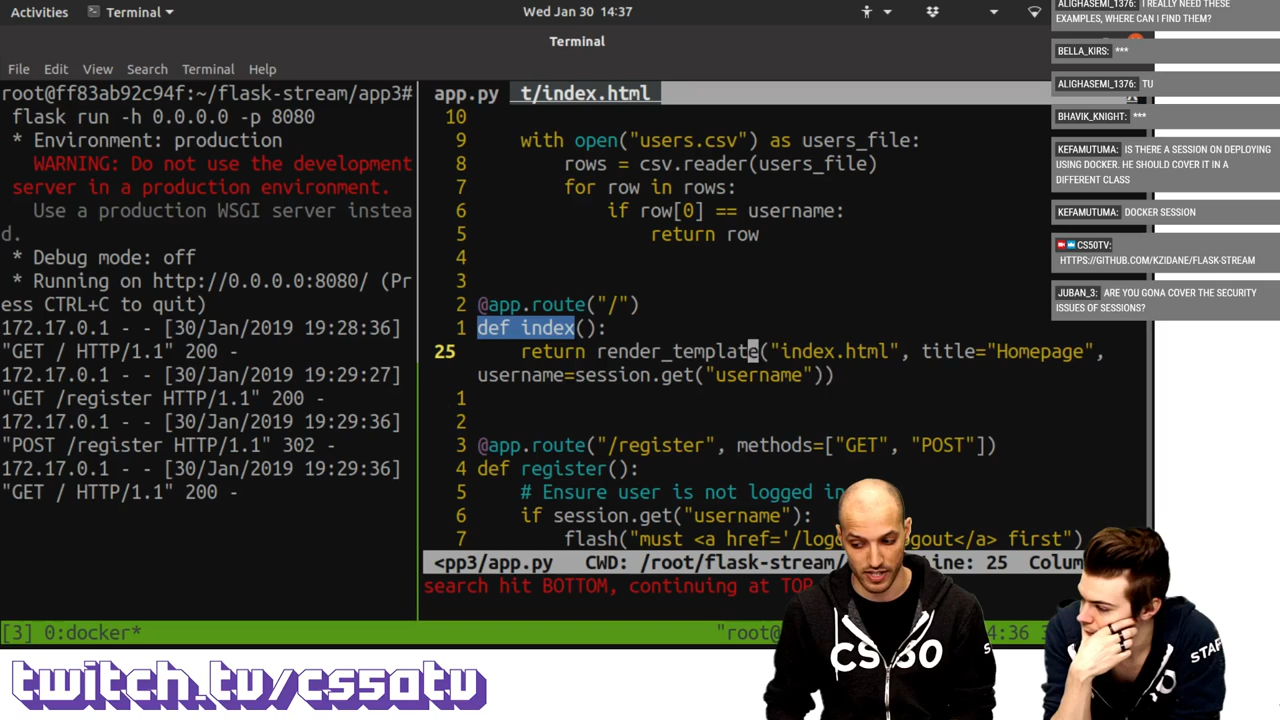 Activities
Terminal
Wed Jan 30 14:37
Terminal
File Edit View Search Terminal Help
root@ff83ab92c94f:~/flask-stream/app3#
flask run -h 0.0.0.0 -p 8080
* Environment: production
WARNING: Do not use the development
server in a production environment.
Use a production WSGI server instea
d.
* Debug mode: off
* Running on http://0.0.0.0:8080/ (Pr
ess CTRL+C to quit)
172.17.0.1 - - [30/Jan/2019 19:28:36]
"GET / HTTP/1.1" 200 -
172.17.0.1 - - [30/Jan/2019 19:29:27]
"GET /register HTTP/1.1" 200 -
172.17.0.1 - - [30/Jan/2019 19:29:36]
"POST /register HTTP/1.1" 302 -
172.17.0.1 - - [30/Jan/2019 19:29:36]
"GET / HTTP/1.1" 200 -
app.py t/index.html
10
9 with open("users.csv") as users_file:
8 rows = csv.reader(users_file)
7 for row in rows:
6 if row[0] == username:
5 return row
4
3
2 @app.route("/")
1 def index():
25 return render_template("index.html", title="Homepage",
username=session.get("username"))
1
2
3 @app.route("/register", methods=["GET", "POST"])
4 def register():
5 # Ensure user is not logged in
6 if session.get("username"):
7 flash("must <a href='/logo gout</a> first")
<pp3/app.py CWD: /root/flask-stream/ Line: 25 Colum
search hit BOTTOM, continuing at TOP
[3] 0:docker* "root@ 4:36 3
ALIGHASEMI_1376: I REALLY NEED THESE
EXAMPLES, WHERE CAN I FIND THEM?
BELLA_KIRS: ***
ALIGHASEMI_1376: TU
BHAVIK_KNIGHT: ***
KEFAMUTUMA: IS THERE A SESSION ON DEPLOYING
USING DOCKER. HE SHOULD COVER IT IN A
DIFFERENT CLASS
KEFAMUTUMA: DOCKER SESSION
CS50TV:
HTTPS://GITHUB.COM/KZIDANE/FLASK-STREAM
JUBAN_3: ARE YOU GONA COVER THE SECURITY
ISSUES OF SESSIONS?
CS50
STAF
twitch.tv/cs50tv